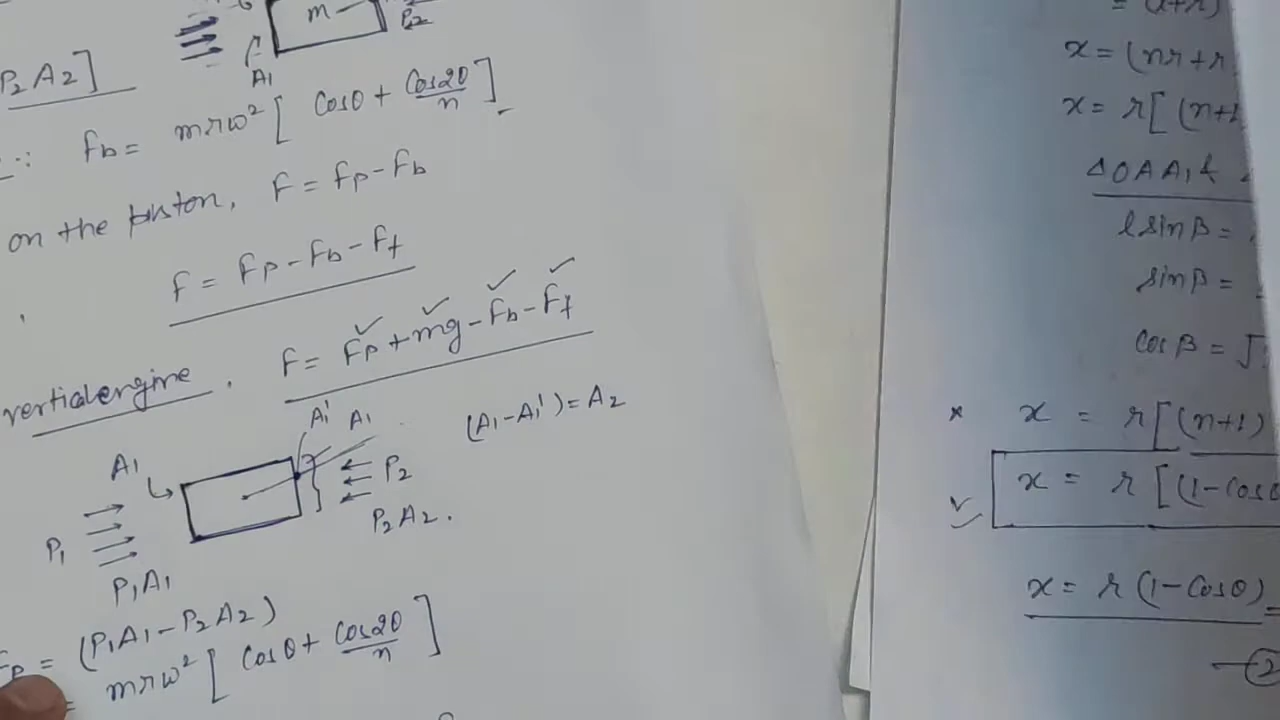 m
P2
A1
P2A2]
∴ Fb = mrω² [ Cosθ + Cos2θ/n ]
on the piston, F = Fp - Fb
F = Fp - Fb - Ff
vertical engine. F = Fp + mg - Fb - Ff
A1' A1
(A1 - A1') = A2
A1
P2
P2A2.
P1
P1A1
Fp = (P1A1 - P2A2)
= mrω² [ Cosθ + Cos2θ/n ]
x = (nr + r
x = r[ (n+1
ΔOAA1 &
l sinβ =
sinβ =
cosβ = √
* x = r[(n+1)
x = r[(1-Cosθ
x = r(1-Cosθ)
2